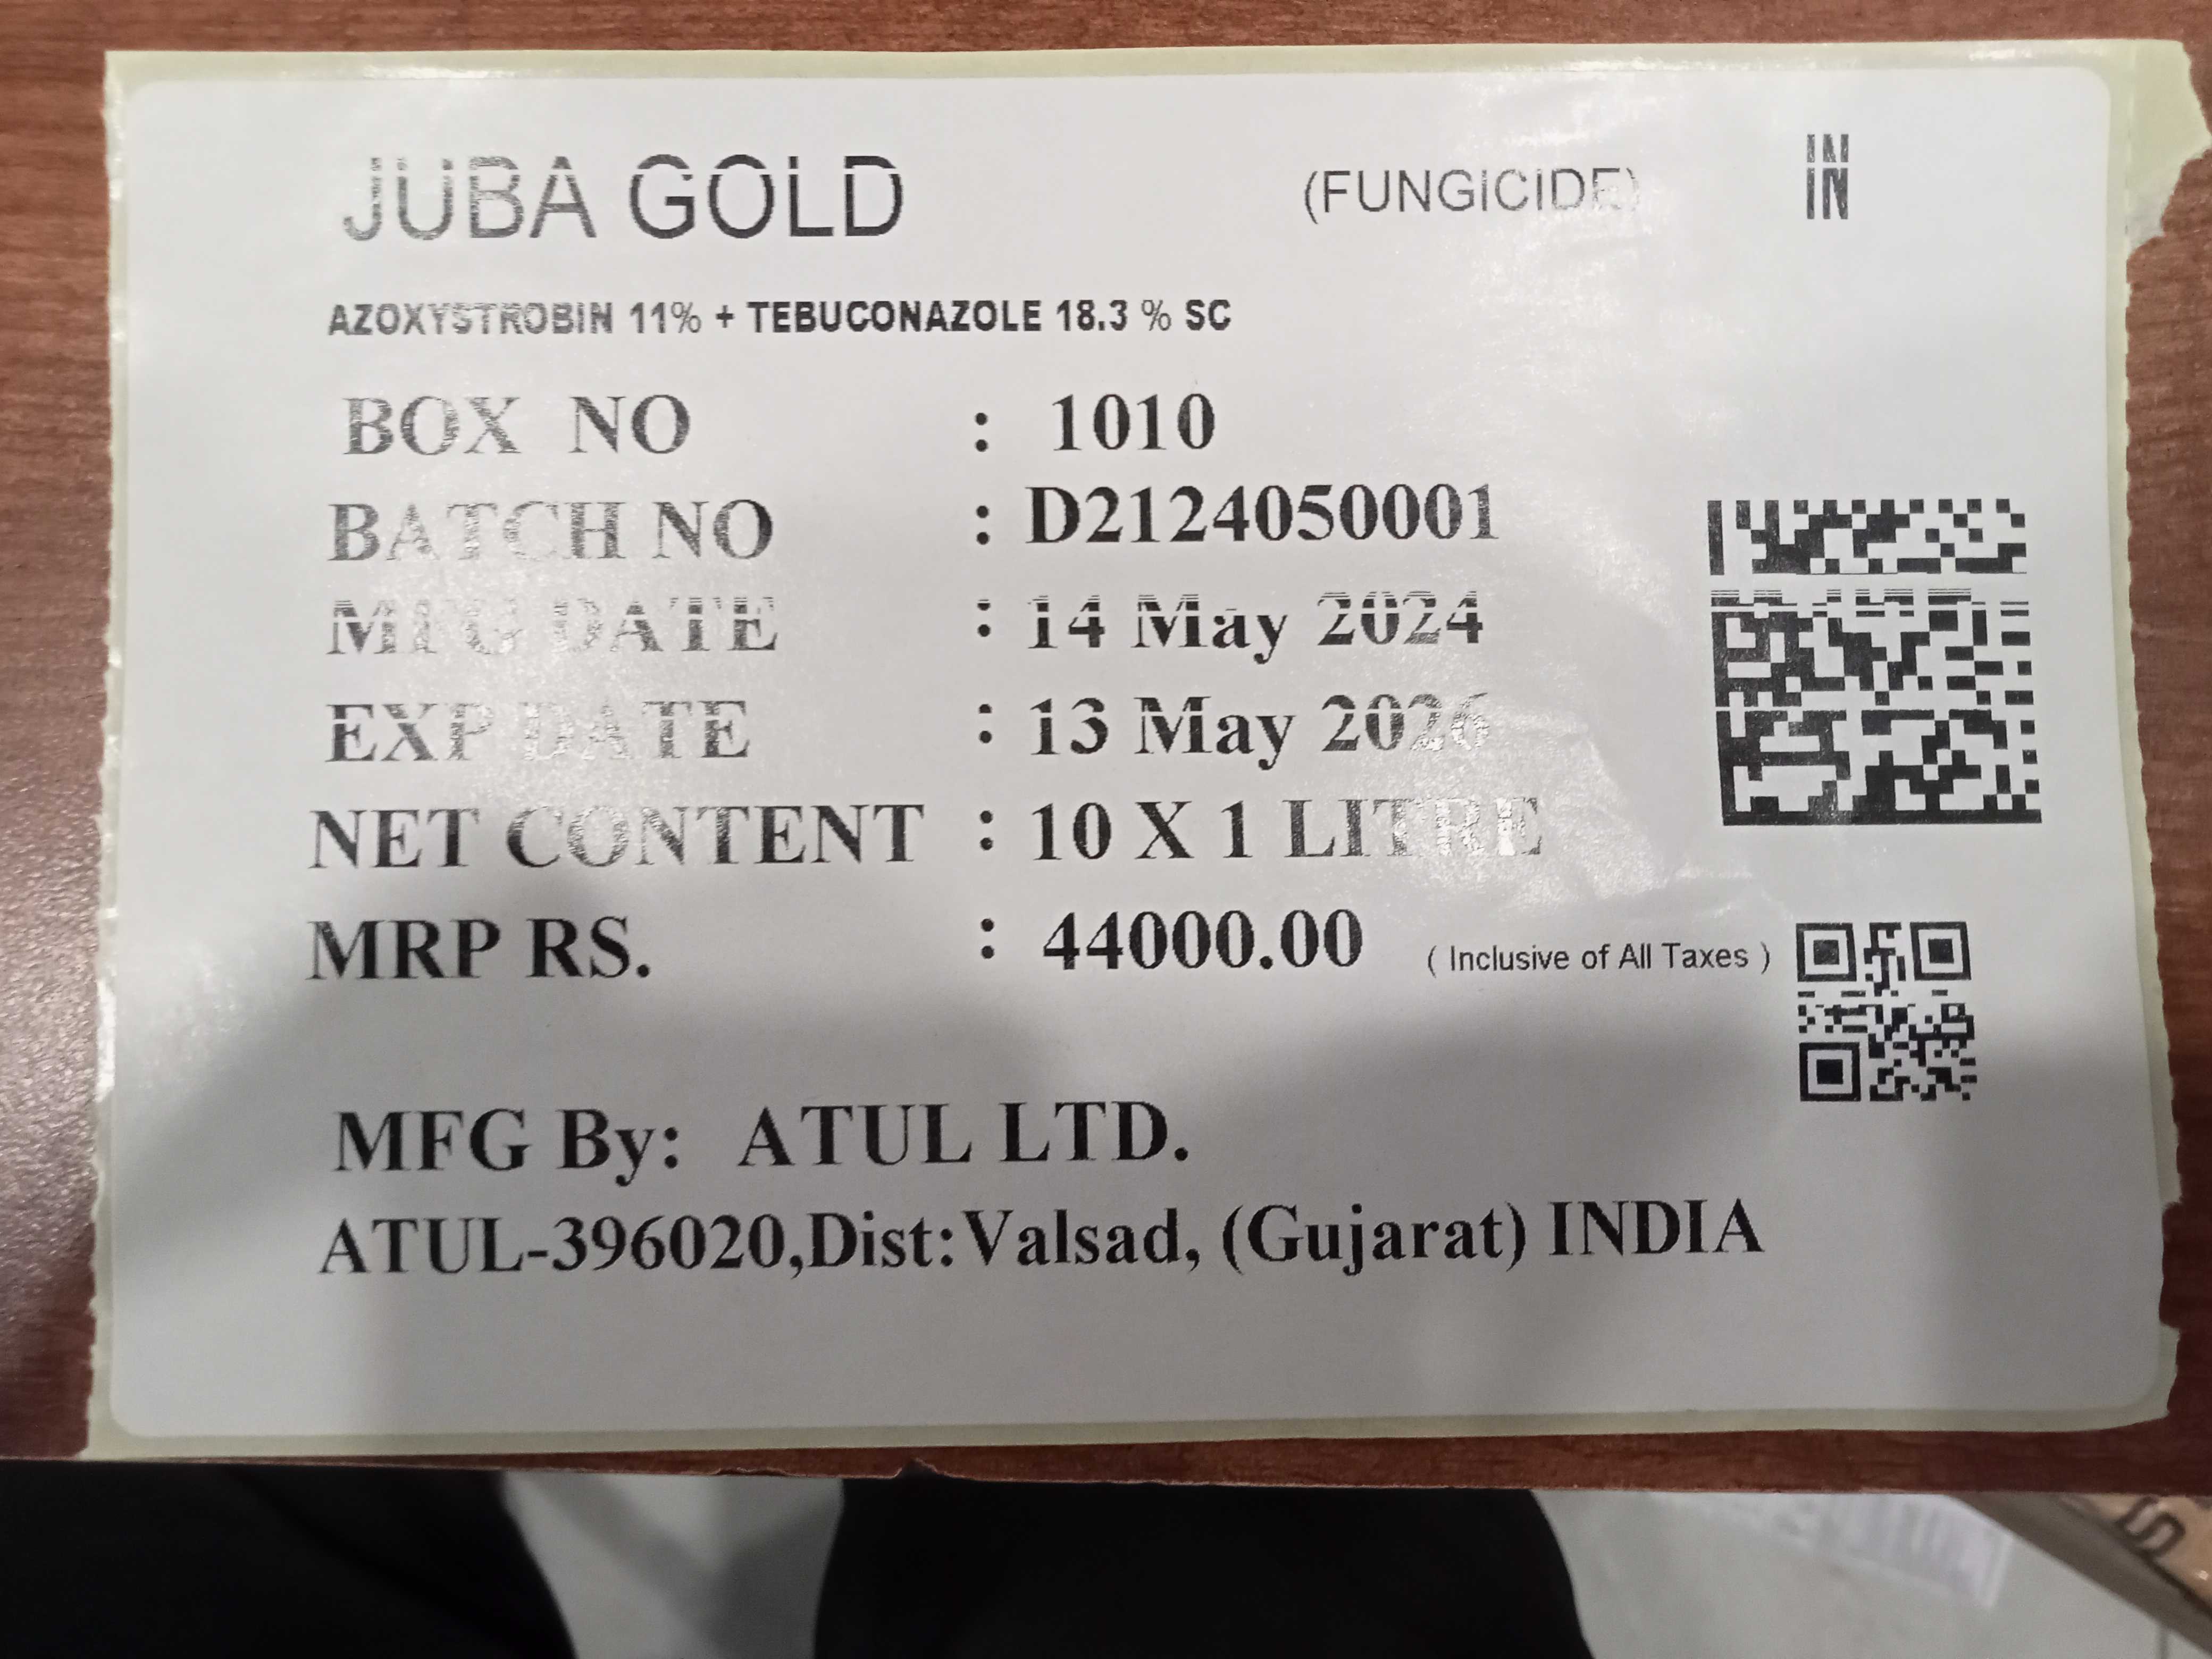 JUBA GOLD (FUNGICIDE) IN
IN
AZOXYSTROBIN 11% + TEBUCONAZOLE 18.3 % SC
BOX NO : 1010
BATCH NO : D2124050001
MFG DATE : 14 May 2024
EXP DATE : 13 May 2026
NET CONTENT : 10 X 1 LITRE
MRP RS. : 44000.00 ( Inclusive of All Taxes )
MFG By: ATUL LTD.
ATUL-396020,Dist:Valsad, (Gujarat) INDIA